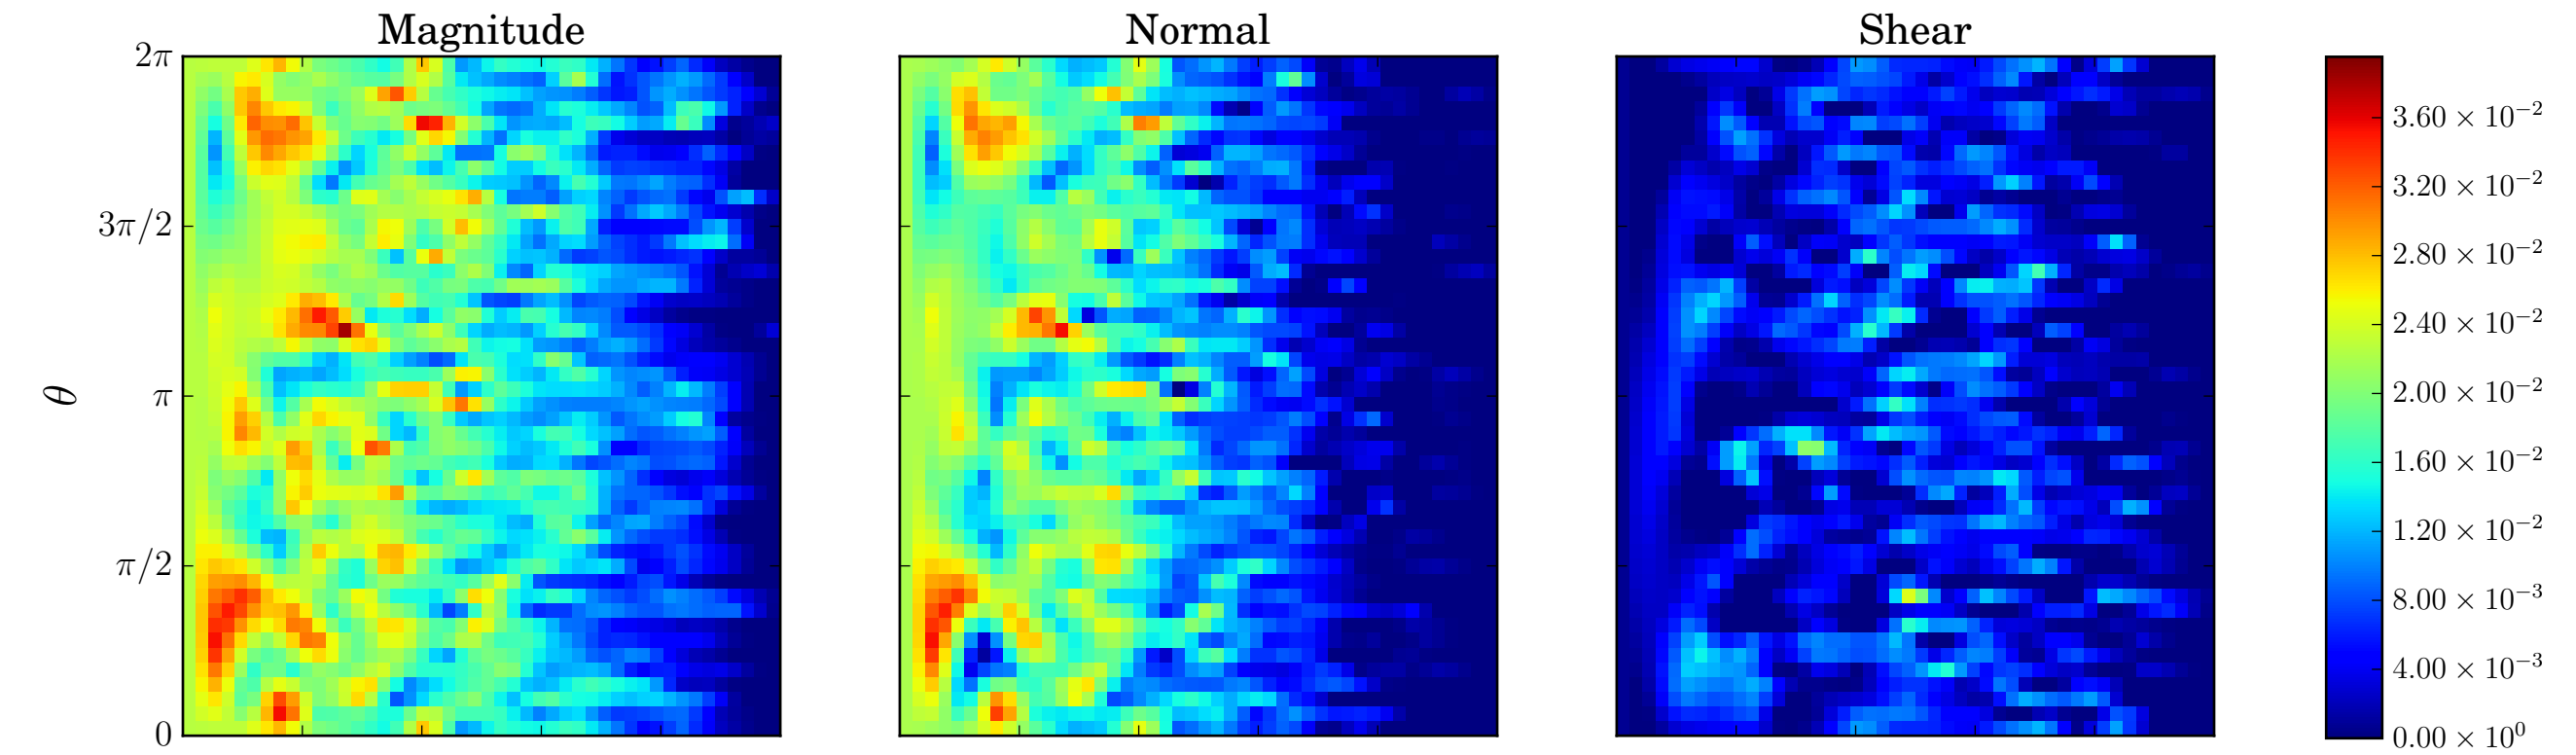 Magnitude
Normal
Shear
2π
3π/2
π
π/2
0
θ
3.60 × 10⁻²
3.20 × 10⁻²
2.80 × 10⁻²
2.40 × 10⁻²
2.00 × 10⁻²
1.60 × 10⁻²
1.20 × 10⁻²
8.00 × 10⁻³
4.00 × 10⁻³
0.00 × 10⁰